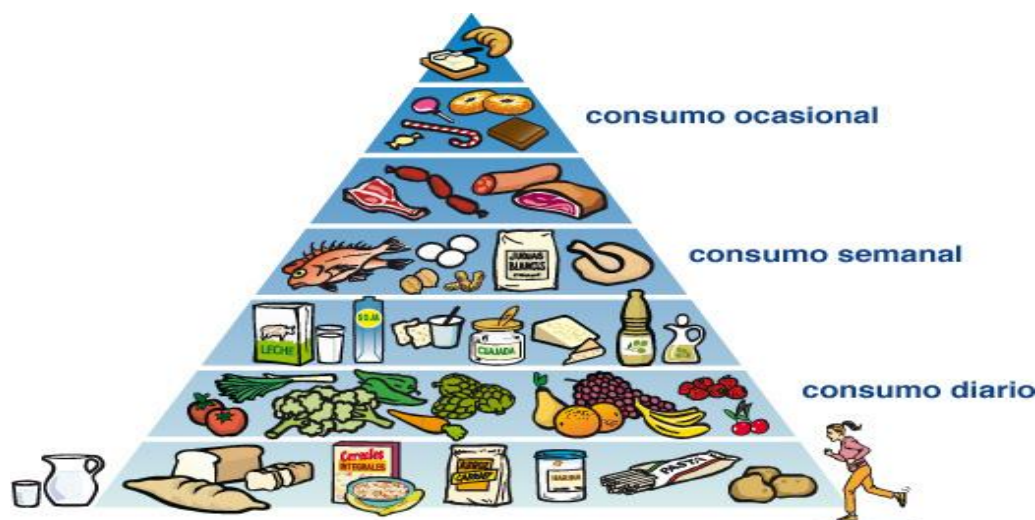 consumo ocasional
JUDIAS
BLANCAS
consumo semanal
SOJA
LECHE
CUAJADA
consumo diario
Cereales
INTEGRALES
ARROZ
HARINA
PASTA